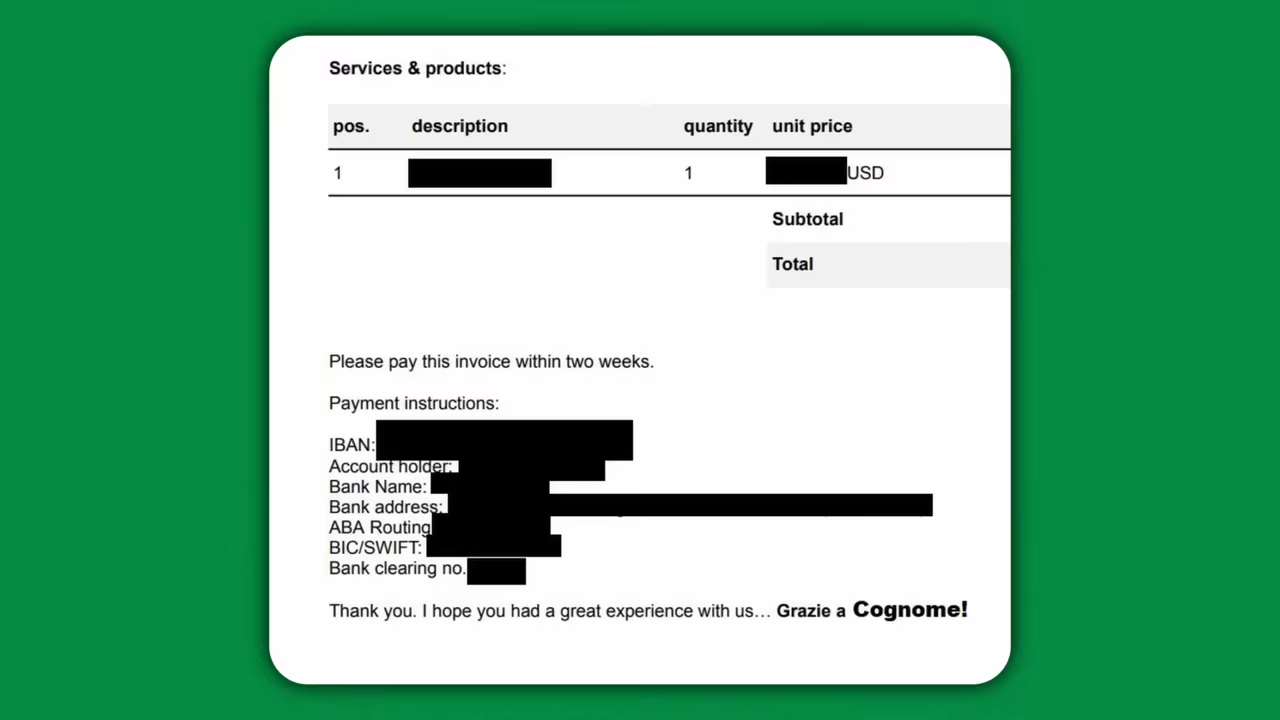 Services & products:
pos. description quantity unit price
1 1 USD
Subtotal
Total
Please pay this invoice within two weeks.
Payment instructions:
IBAN:
Account holder:
Bank Name:
Bank address:
ABA Routing
BIC/SWIFT:
Bank clearing no.
Thank you. I hope you had a great experience with us… Grazie a Cognome!